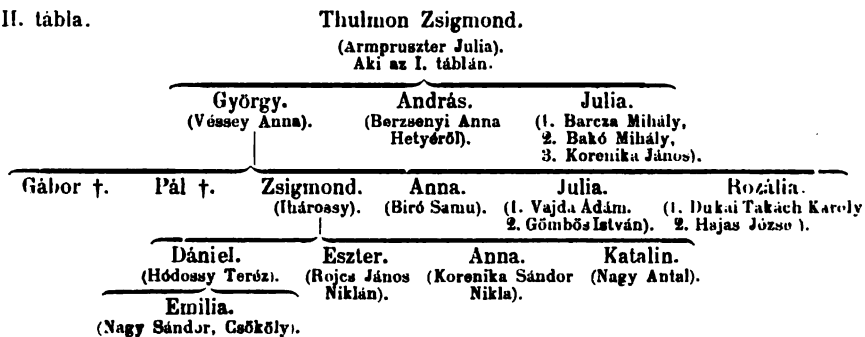 II. tábla.
Thulmon Zsigmond.
(Armpruszter Julia).
Aki az I. táblán.
György. András. Julia.
(Véssey Anna). (Berzsenyi Anna (1. Barcza Mihály,
Hetyéről). 2. Bakó Mihály,
3. Korenika János).
Gábor †. Pál †. Zsigmond. Anna. Julia. Rozália.
(Ihárossy). (Biró Samu). (1. Vajda Ádám. (1. Dukai Takách Karoly
2. Gömbös István). 2. Hajas Józse ).
Dániel. Eszter. Anna. Katalin.
(Hódossy Teréz). (Rojcs János (Korenika Sándor (Nagy Antal).
Niklán). Nikla).
Emilia.
(Nagy Sándor, Csököly).